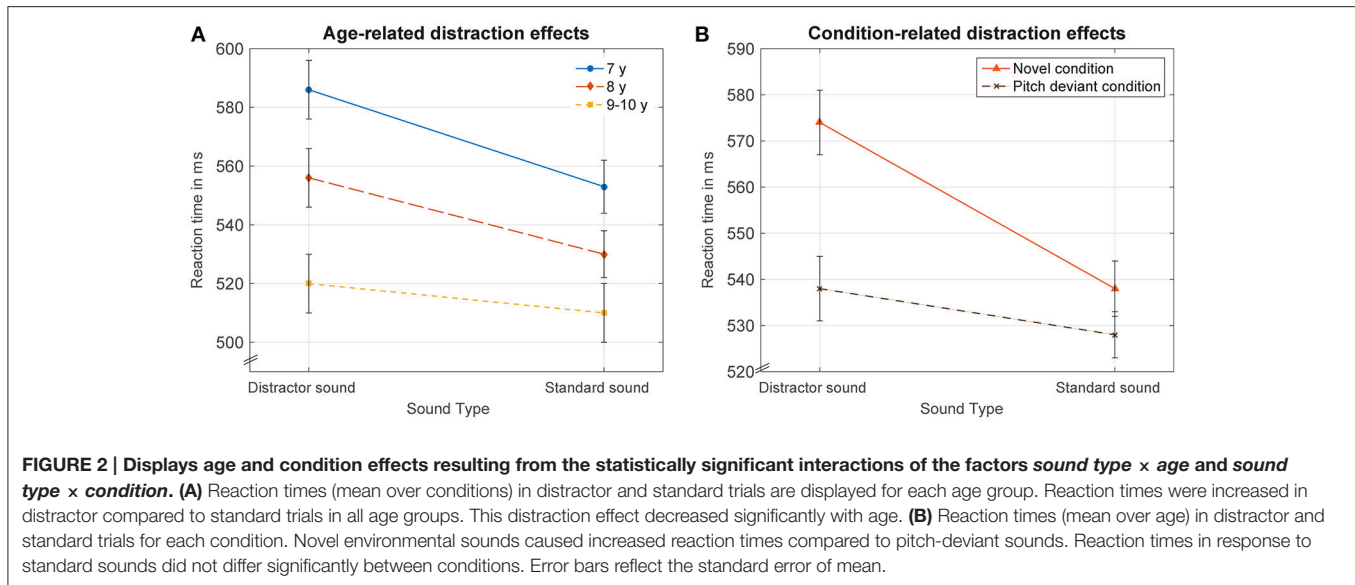 A
Age-related distraction effects
600
580
560
540
520
500
Reaction time in ms
7 y
8 y
9-10 y
Distractor sound
Standard sound
Sound Type
B
Condition-related distraction effects
590
580
570
560
550
540
530
520
Reaction time in ms
Novel condition
Pitch deviant condition
Distractor sound
Standard sound
Sound Type
FIGURE 2 | Displays age and condition effects resulting from the statistically significant interactions of the factors sound type × age and sound
type × condition. (A) Reaction times (mean over conditions) in distractor and standard trials are displayed for each age group. Reaction times were increased in
distractor compared to standard trials in all age groups. This distraction effect decreased significantly with age. (B) Reaction times (mean over age) in distractor and
standard trials for each condition. Novel environmental sounds caused increased reaction times compared to pitch-deviant sounds. Reaction times in response to
standard sounds did not differ significantly between conditions. Error bars reflect the standard error of mean.